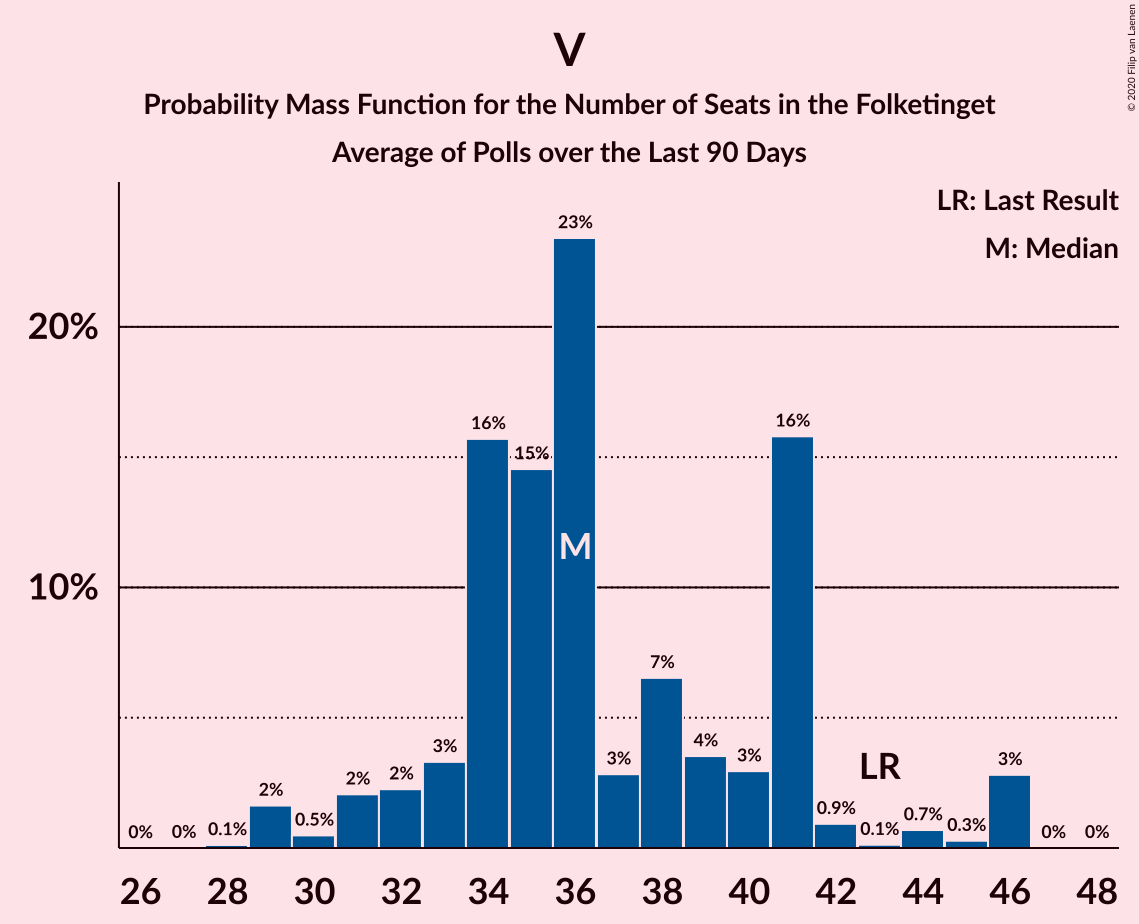 V
Probability Mass Function for the Number of Seats in the Folketinget
Average of Polls over the Last 90 Days
© 2020 Filip van Laenen
LR: Last Result
M: Median
20%
10%
0% 0% 0.1% 2% 0.5% 2% 2% 3% 16% 15% 23% 3% 7% 4% 3% 16% 0.9% 0.1% 0.7% 0.3% 3% 0% 0%
M
LR
26 28 30 32 34 36 38 40 42 44 46 48